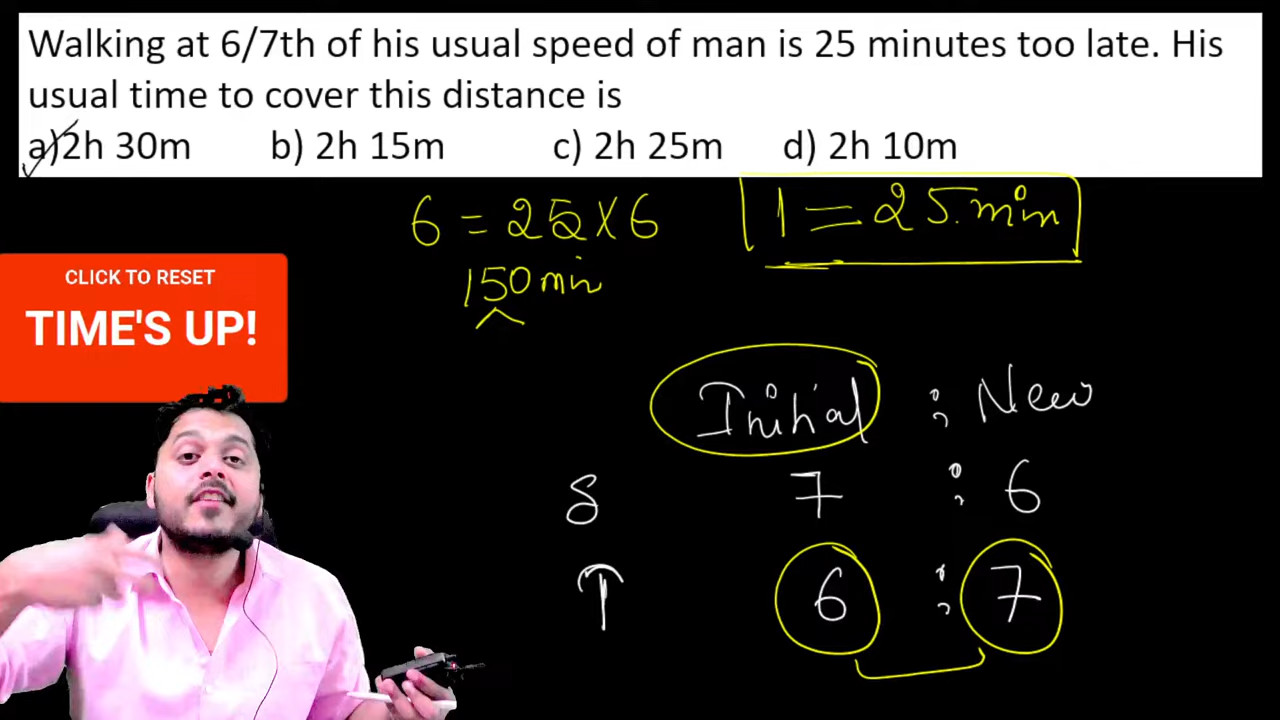 Walking at 6/7th of his usual speed of man is 25 minutes too late. His
usual time to cover this distance is
a) 2h 30m b) 2h 15m c) 2h 25m d) 2h 10m
6 = 25 X 6
150 min
1 = 25 min
CLICK TO RESET
TIME'S UP!
Initial : New
S 7 : 6
T 6 : 7